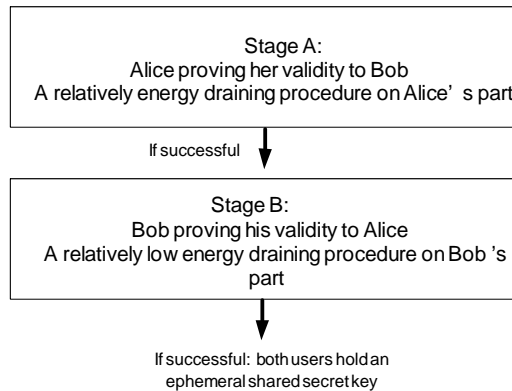 Stage A:
Alice proving her validity to Bob
A relatively energy draining procedure on Alice’ s part
If successful
Stage B:
Bob proving his validity to Alice
A relatively low energy draining procedure on Bob ’s
part
If successful: both users hold an
ephemeral shared secret key